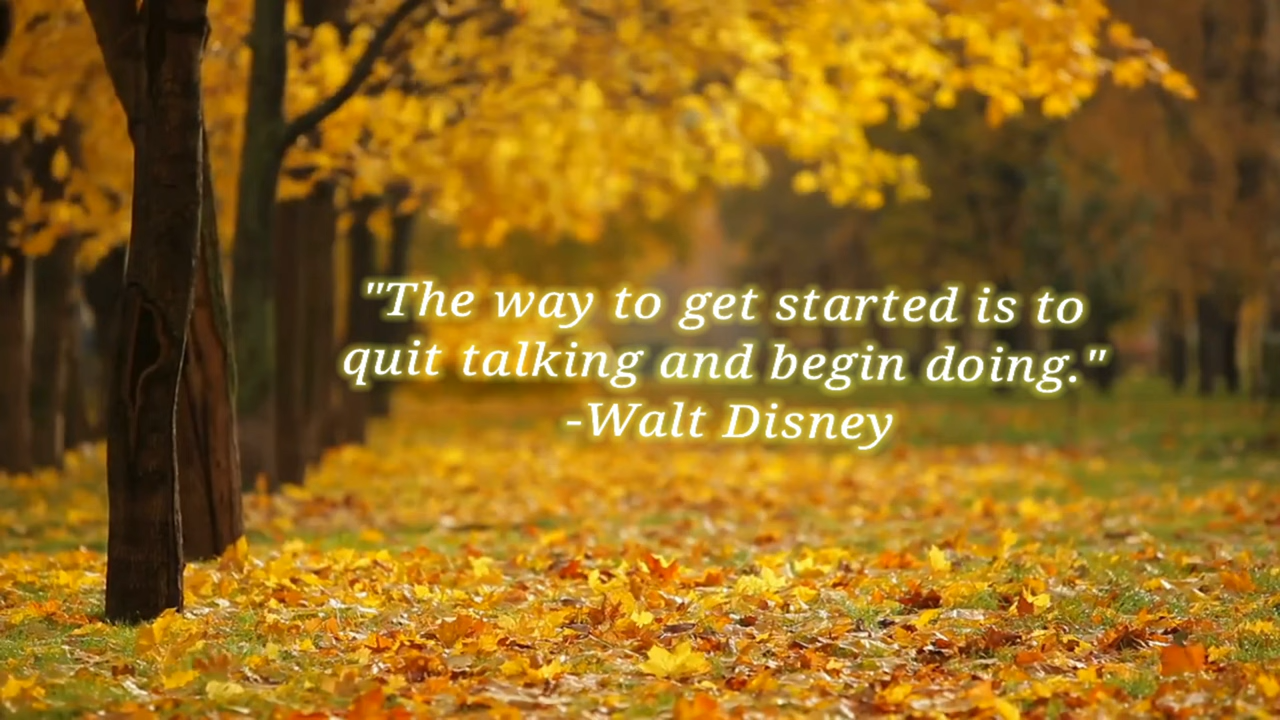 "The way to get started is to
quit talking and begin doing."
-Walt Disney